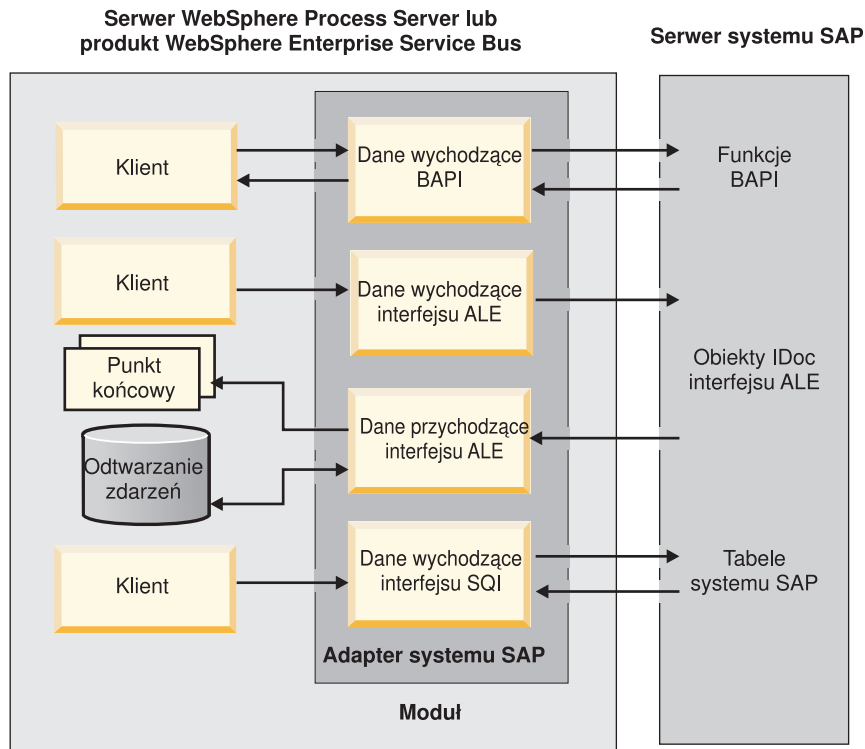 Serwer WebSphere Process Server lub
produkt WebSphere Enterprise Service Bus
Serwer systemu SAP
Klient
Dane wychodzące
BAPI
Funkcje
BAPI
Klient
Dane wychodzące
interfejsu ALE
Punkt
końcowy
Obiekty IDoc
interfejsu ALE
Dane przychodzące
interfejsu ALE
Odtwarzanie
zdarzeń
Klient
Dane wychodzące
interfejsu SQI
Tabele
systemu SAP
Adapter systemu SAP
Moduł